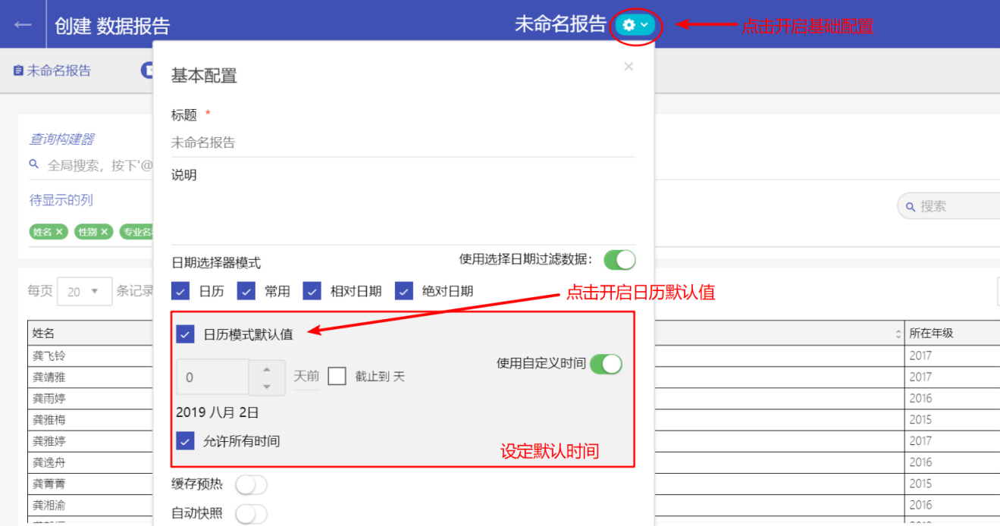 创建 数据报告
未命名报告
点击开启基础配置
未命名报告
基本配置
标题 *
未命名报告
说明
查询构建器
全局搜索，按下'@
待显示的列
姓名 性别 专业名
搜索
日期选择器模式
使用选择日期过滤数据：
日历 常用 相对日期 绝对日期
点击开启日历默认值
每页 20 条记录
日历模式默认值
使用自定义时间
0 天前 截止到 天
2019 八月 2日
允许所有时间
设定默认时间
缓存预热
自动快照
姓名 所在年级
龚飞铃 2017
龚靖雅 2017
龚雨婷 2016
龚雅梅 2015
龚雅婷 2017
龚逸舟 2016
龚菁菁 2015
龚湘渝 2016